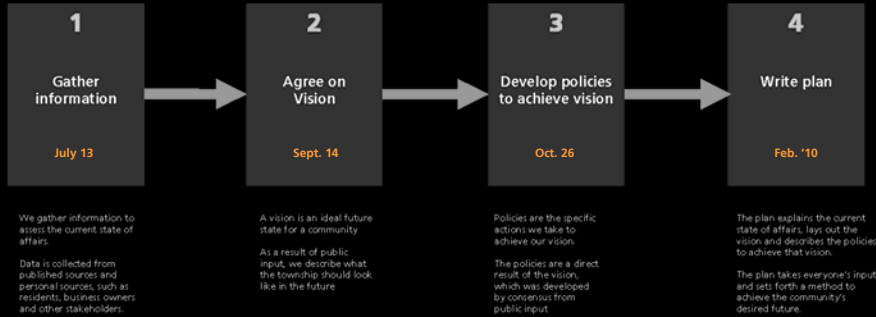 1
Gather
information
July 13
We gather information to
assess the current state of
affairs.
Data is collected from
published sources and
personal sources, such as
residents, business owners
and other stakeholders.
2
Agree on
Vision
Sept. 14
A vision is an ideal future
state for a community
As a result of public
input, we describe what
the township should look
like in the future
3
Develop policies
to achieve vision
Oct. 26
Policies are the specific
actions we take to
achieve our vision.
The policies are a direct
result of the vision,
which was developed
by consensus from
public input
4
Write plan
Feb. ‘10
The plan explains the current
state of affairs, lays out the
vision and describes the policies
to achieve that vision.
The plan takes everyone's input
and sets forth a method to
achieve the community's
desired future.